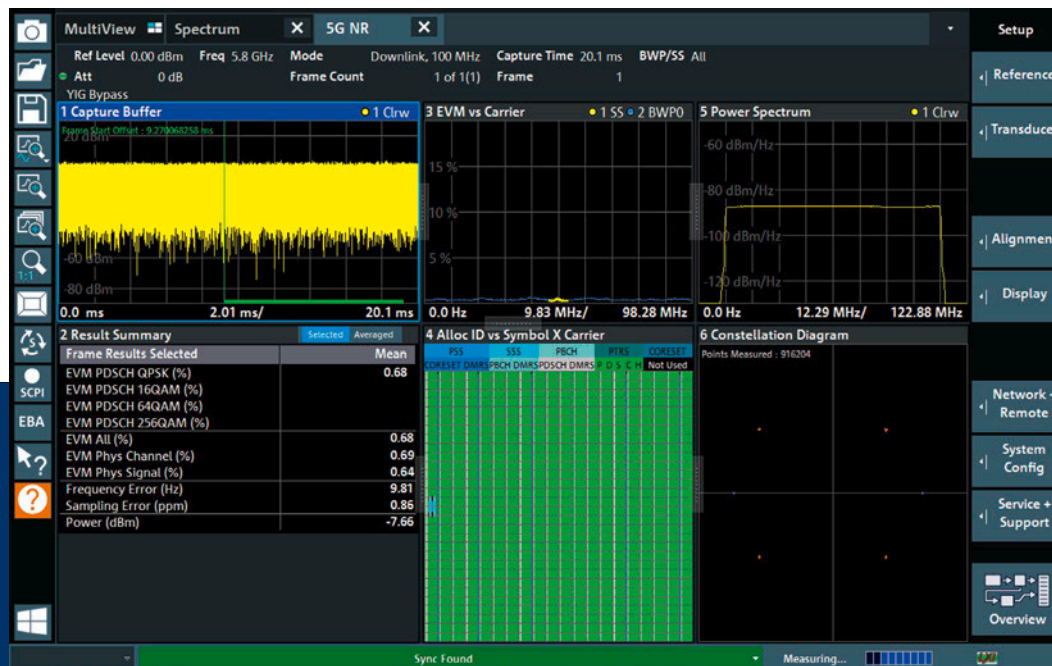 MultiView Spectrum X 5G NR X
Ref Level 0.00 dBm Freq 5.8 GHz Mode Downlink, 100 MHz Capture Time 20.1 ms BWP/SS All
Att 0 dB Frame Count 1 of 1(1) Frame 1
YIG Bypass
1 Capture Buffer 1 Clrw
Frame Start Offset : 9.270068258 ms
20 dBm
-60 dBm
-80 dBm
0.0 ms 2.01 ms/ 20.1 ms
3 EVM vs Carrier 1 SS 2 BWP0
15 %
10 %
5 %
0.0 Hz 9.83 MHz/ 98.28 MHz
5 Power Spectrum 1 Clrw
-60 dBm/Hz
-80 dBm/Hz
-100 dBm/Hz
-120 dBm/Hz
0.0 Hz 12.29 MHz/ 122.88 MHz
2 Result Summary Selected Averaged
Frame Results Selected Mean
EVM PDSCH QPSK (%) 0.68
EVM PDSCH 16QAM (%)
EVM PDSCH 64QAM (%)
EVM PDSCH 256QAM (%)
EVM All (%) 0.68
EVM Phys Channel (%) 0.69
EVM Phys Signal (%) 0.64
Frequency Error (Hz) 9.81
Sampling Error (ppm) 0.86
Power (dBm) -7.66
4 Alloc ID vs Symbol X Carrier
PSS SSS PBCH PTRS CORESET
CORESET DMRS PBCH DMRS PDSCH DMRS P D S C H Not Used
6 Constellation Diagram
Points Measured : 916204
1:1
SCPI
EBA
?
?
Setup
Reference
Transduce
Alignmen
Display
Network +
Remote
System
Config
Service +
Support
Overview
Sync Found
Measuring...